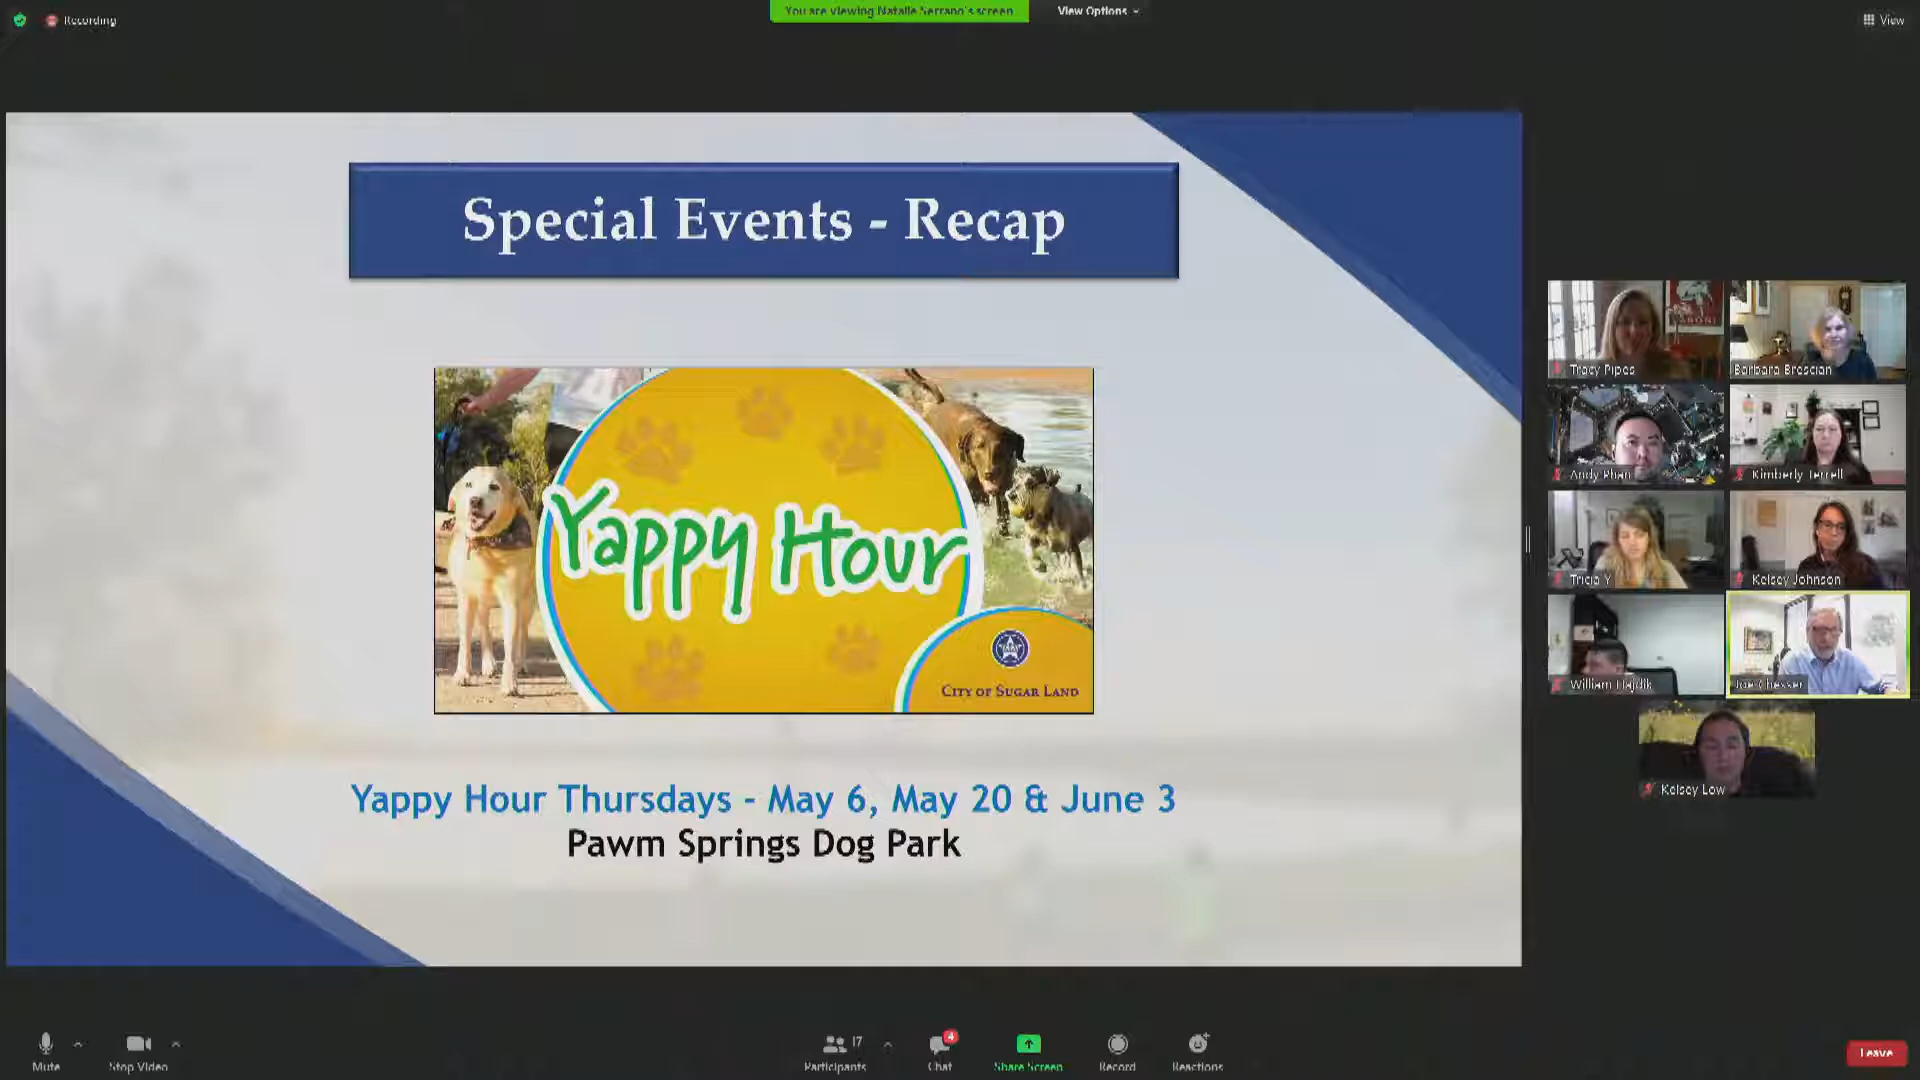 Recording
You are viewing Natalie Serrano's screen
View Options
View
Special Events - Recap
Yappy Hour
CITY OF SUGAR LAND
Yappy Hour Thursdays - May 6, May 20 & June 3
Pawm Springs Dog Park
Tracy Pipes
Barbara Brescian
Andy Phan
Kimberly Terrell
Tricia Y
Kelsey Johnson
William Hajdik
Joe Chesser
Kelsey Low
Mute
Stop Video
17
Participants
4
Chat
Share Screen
Record
Reactions
Leave